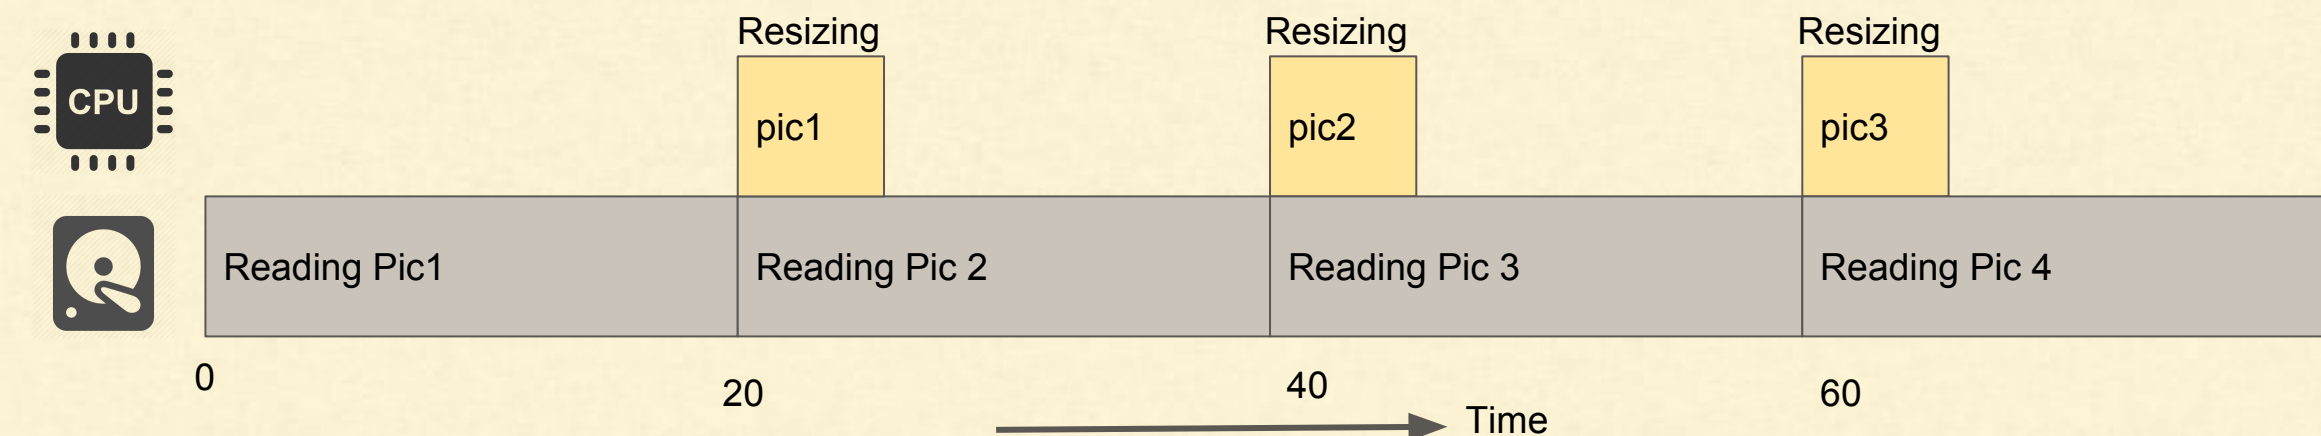 Resizing
Resizing
Resizing
CPU
pic1
pic2
pic3
Reading Pic1
Reading Pic 2
Reading Pic 3
Reading Pic 4
0
20
40
60
Time